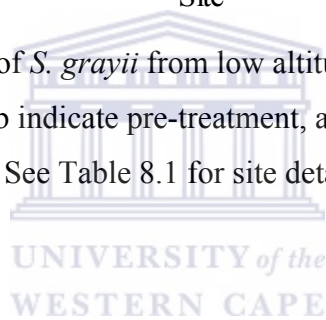 Site
of S. grayii from low altitu
o indicate pre-treatment, a
See Table 8.1 for site deta
UNIVERSITY of the
WESTERN CAPE